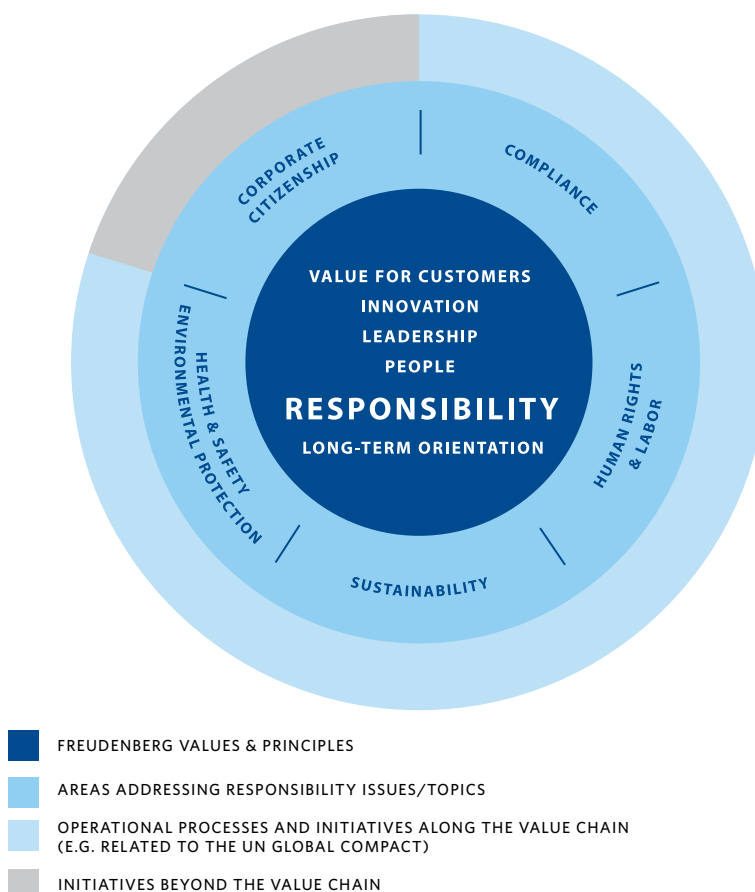 CORPORATE
CITIZENSHIP
COMPLIANCE
VALUE FOR CUSTOMERS
INNOVATION
LEADERSHIP
PEOPLE
RESPONSIBILITY
LONG-TERM ORIENTATION
HEALTH & SAFETY
ENVIRONMENTAL PROTECTION
HUMAN RIGHTS
& LABOR
SUSTAINABILITY
FREUDENBERG VALUES & PRINCIPLES
AREAS ADDRESSING RESPONSIBILITY ISSUES/TOPICS
OPERATIONAL PROCESSES AND INITIATIVES ALONG THE VALUE CHAIN
(E.G. RELATED TO THE UN GLOBAL COMPACT)
INITIATIVES BEYOND THE VALUE CHAIN